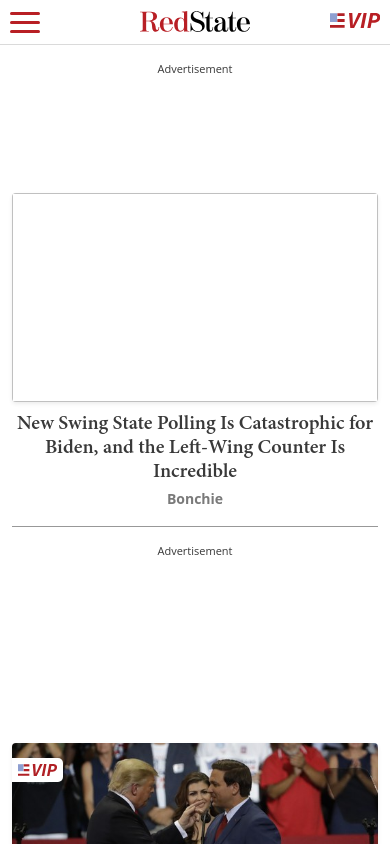 RedState
VIP
Advertisement
New Swing State Polling Is Catastrophic for
Biden, and the Left-Wing Counter Is
Incredible
Bonchie
Advertisement
VIP